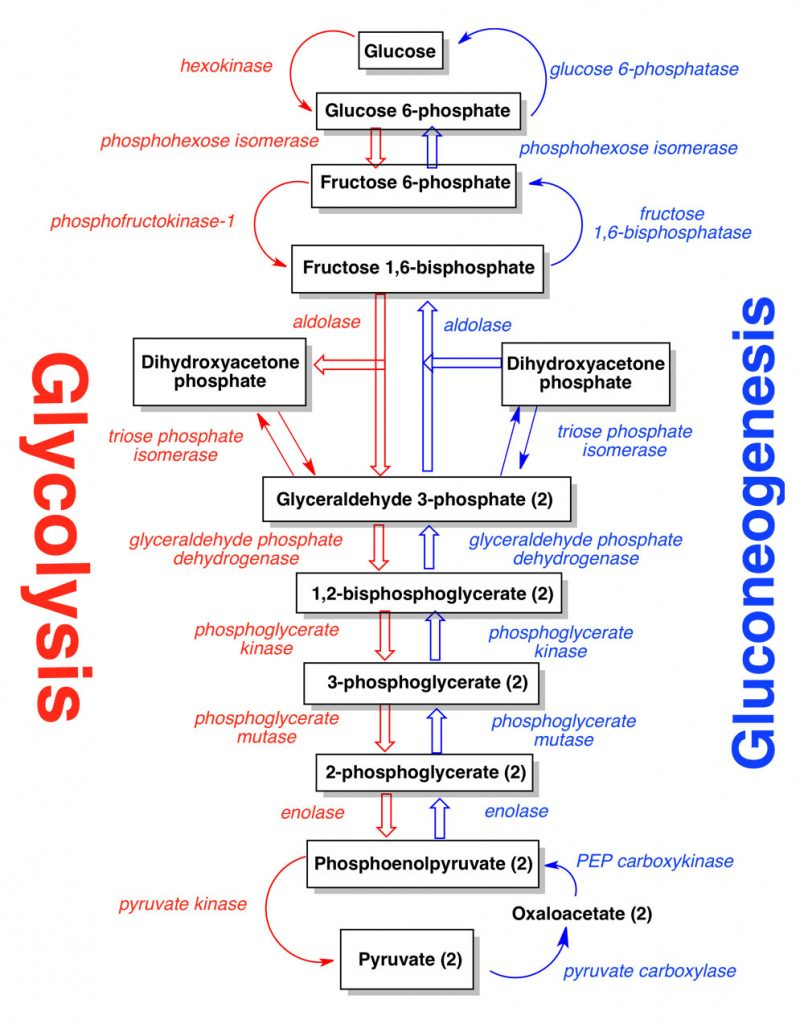 Glucose
hexokinase
glucose 6-phosphatase
Glucose 6-phosphate
phosphohexose isomerase
phosphohexose isomerase
Fructose 6-phosphate
phosphofructokinase-1
fructose
1,6-bisphosphatase
Fructose 1,6-bisphosphate
aldolase
aldolase
Dihydroxyacetone
phosphate
Dihydroxyacetone
phosphate
triose phosphate
isomerase
triose phosphate
isomerase
Glycolysis
Gluconeogenesis
Glyceraldehyde 3-phosphate (2)
glyceraldehyde phosphate
dehydrogenase
glyceraldehyde phosphate
dehydrogenase
1,2-bisphosphoglycerate (2)
phosphoglycerate
kinase
phosphoglycerate
kinase
3-phosphoglycerate (2)
phosphoglycerate
mutase
phosphoglycerate
mutase
2-phosphoglycerate (2)
enolase
enolase
Phosphoenolpyruvate (2)
PEP carboxykinase
pyruvate kinase
Oxaloacetate (2)
Pyruvate (2)
pyruvate carboxylase